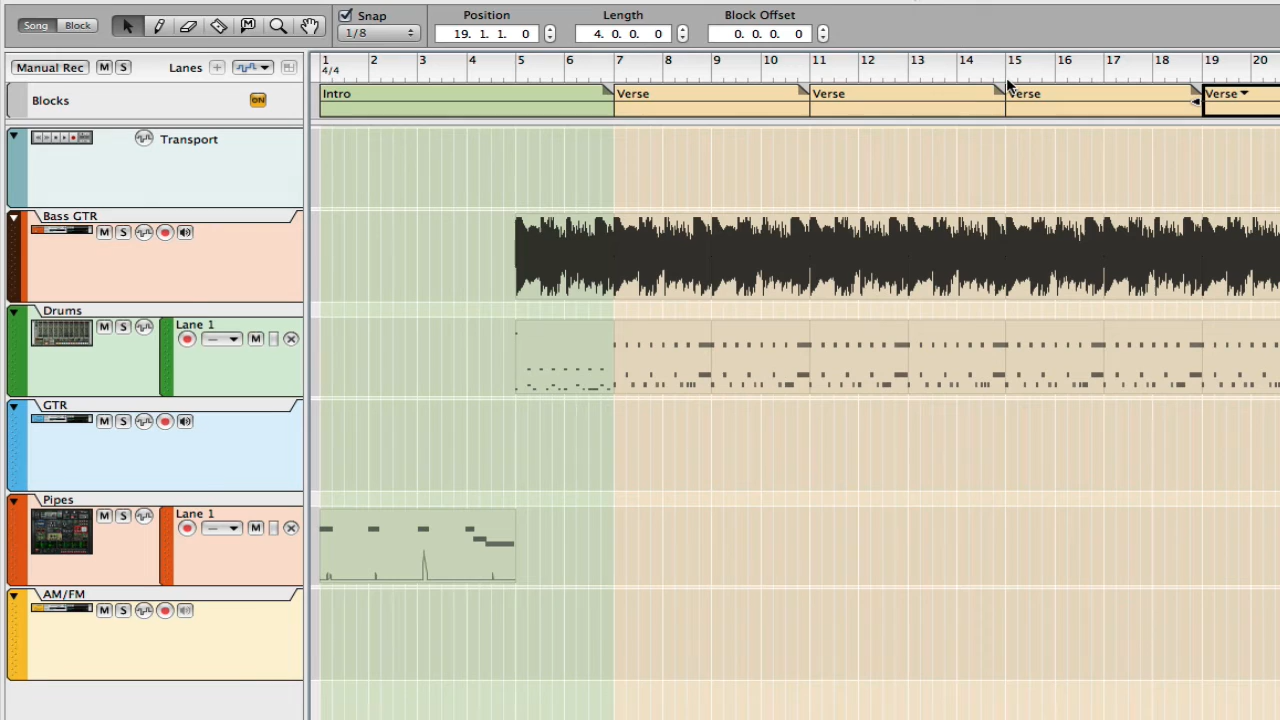 Song Block Snap 1/8 Position 19. 1. 1. 0 Length 4. 0. 0. 0 Block Offset 0. 0. 0. 0
Manual Rec M S Lanes + 1 2 3 4 5 6 7 8 9 10 11 12 13 14 15 16 17 18 19 20
4/4
Blocks ON Intro Verse Verse Verse Verse
Transport
Bass GTR
M S
Drums
M S Lane 1
— M
GTR
M S
Pipes
M S Lane 1
— M
AM/FM
M S